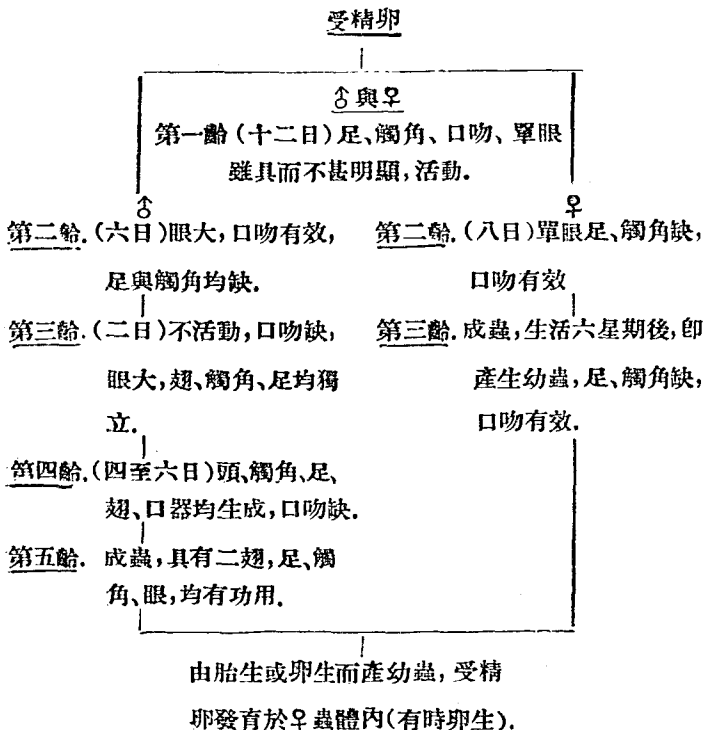 受精卵
♂與♀
第一齡(十二日)足、觸角、口吻、單眼
雖具而不甚明顯,活動.
♂
第二齡.(六日)眼大,口吻有效,
足與觸角均缺.
第三齡.(二日)不活動,口吻缺,
眼大,翅、觸角、足均獨
立.
第四齡.(四至六日)頭、觸角、足、
翅、口器均生成,口吻缺.
第五齡. 成蟲,具有二翅,足、觸
角、眼,均有功用.
♀
第二齡.(八日)單眼足、觸角缺,
口吻有效
第三齡.成蟲,生活六星期後,卽
產生幼蟲,足、觸角缺,
口吻有效.
由胎生或卵生而產幼蟲,受精
卵發育於♀蟲體內(有時卵生).